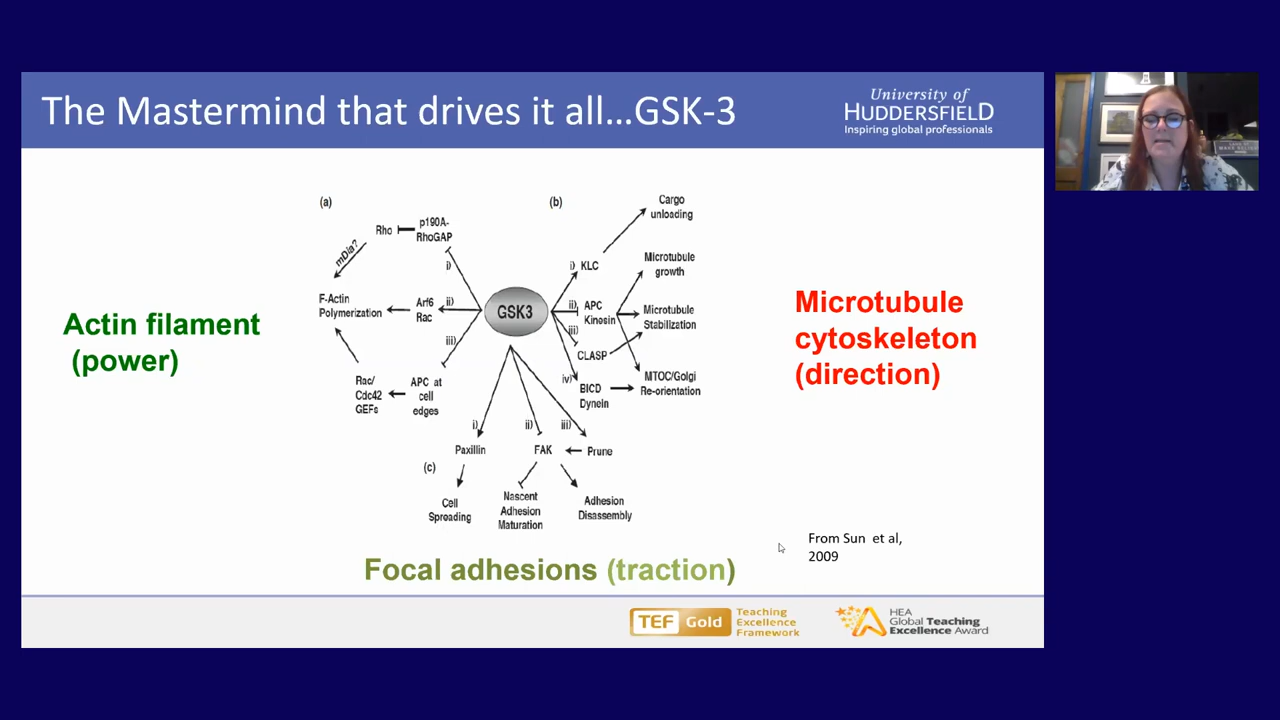 The Mastermind that drives it all...GSK-3
University of
HUDDERSFIELD
Inspiring global professionals
(a)
Rho
p190A-
RhoGAP
mDia?
i)
F-Actin
Polymerization
Arf6
Rac
ii)
iii)
Rac/
Cdc42
GEFs
APC at
cell
edges
GSK3
(b)
Cargo
unloading
i) KLC
Microtubule
growth
ii) APC
Kinesin
Microtubule
Stabilization
iii)
CLASP
iv)
BICD
Dynein
MTOC/Golgi
Re-orientation
i)
ii)
iii)
Paxillin
FAK
Prune
(c)
Cell
Spreading
Nascent
Adhesion
Maturation
Adhesion
Disassembly
Actin filament
(power)
Microtubule
cytoskeleton
(direction)
Focal adhesions (traction)
From Sun et al,
2009
TEF Gold
Teaching
Excellence
Framework
HEA
Global Teaching
Excellence Award